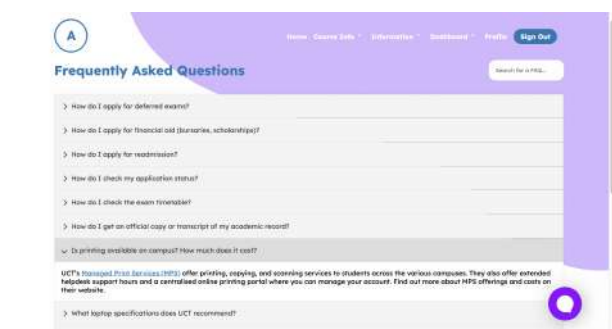 A
Home Course Info Information Dashboard Profile Sign Out
Frequently Asked Questions
Search for a FAQ...
How do I apply for deferred exams?
How do I apply for financial aid (bursaries, scholarships)?
How do I apply for readmission?
How do I check my application status?
How do I check the exam timetable?
How do I get an official copy or transcript of my academic record?
Is printing available on campus? How much does it cost?
UCT's Managed Print Services (MPS) offer printing, copying, and scanning services to students across the various campuses. They also offer extended
helpdesk support hours and a centralised online printing portal where you can manage your account. Find out more about MPS offerings and costs on
their website.
What laptop specifications does UCT recommend?